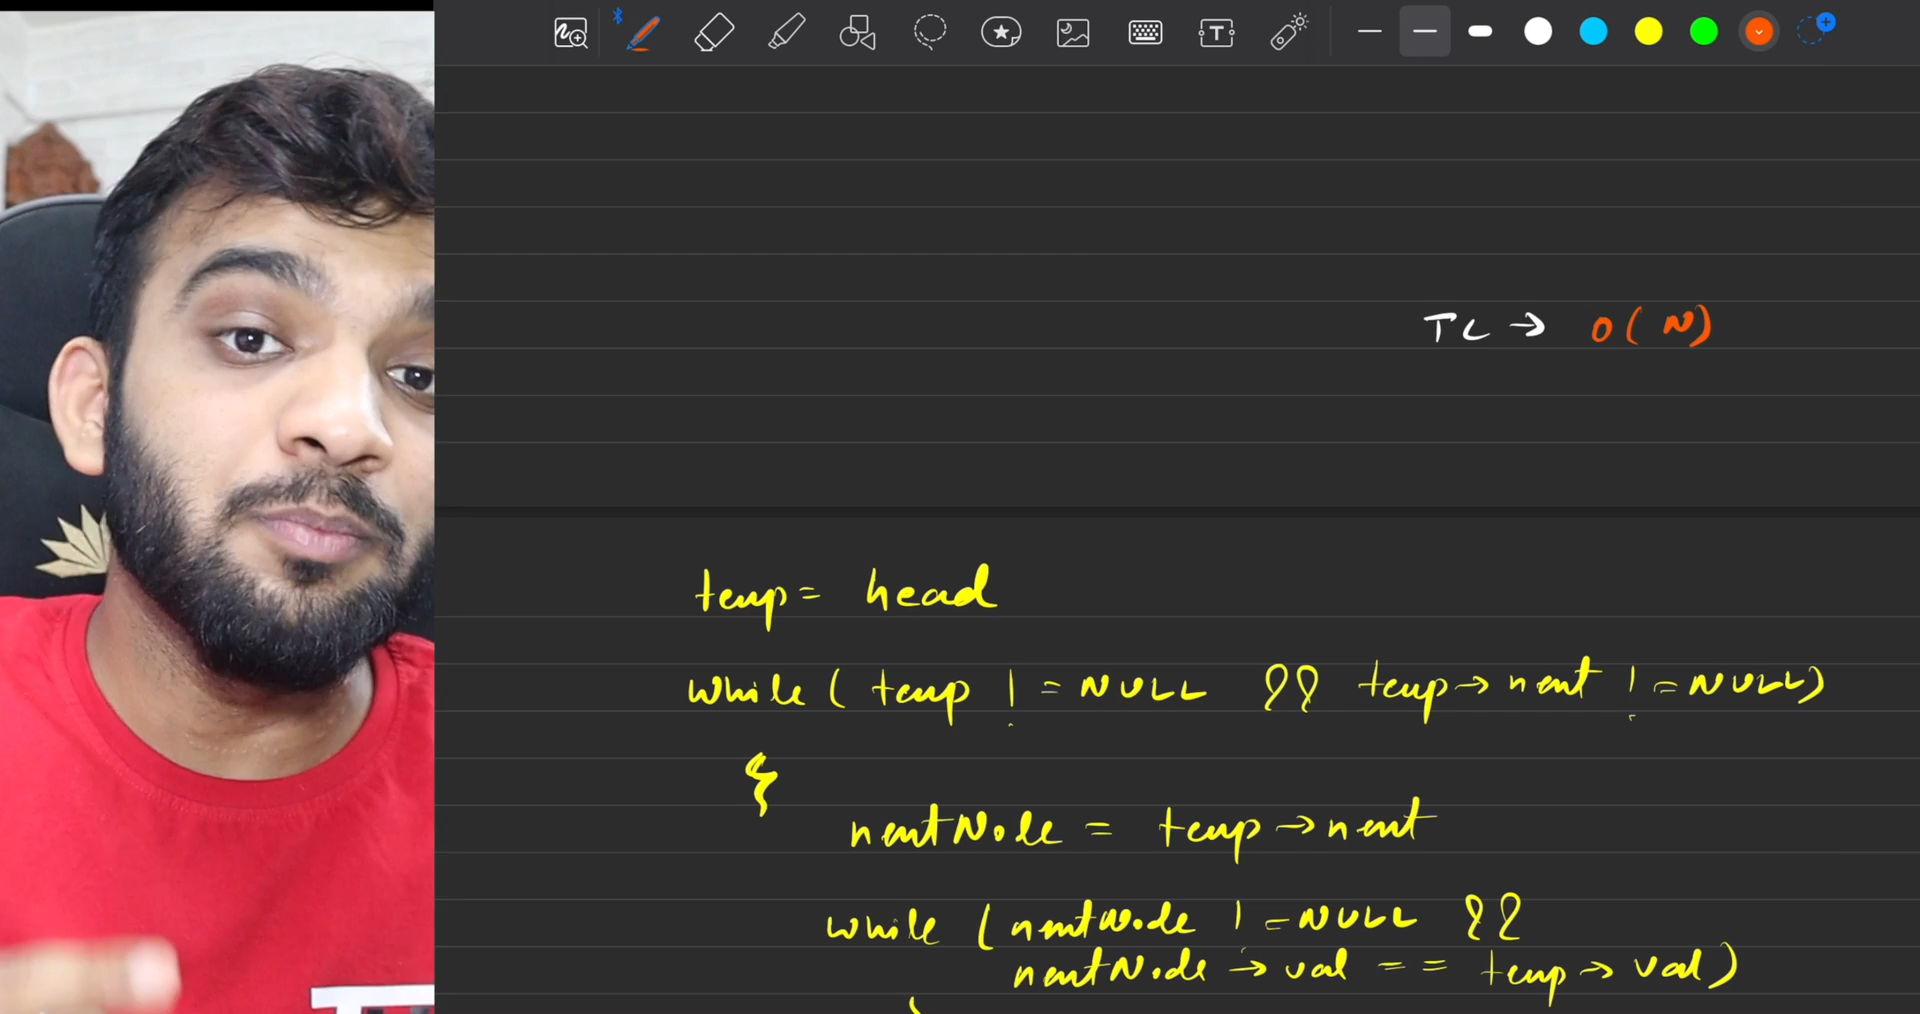 TC → O(N)
temp = head
while( temp != NULL && temp→next != NULL)
{
nextNode = temp→next
while (nextNode != NULL &&
nextNode→val == temp→val)